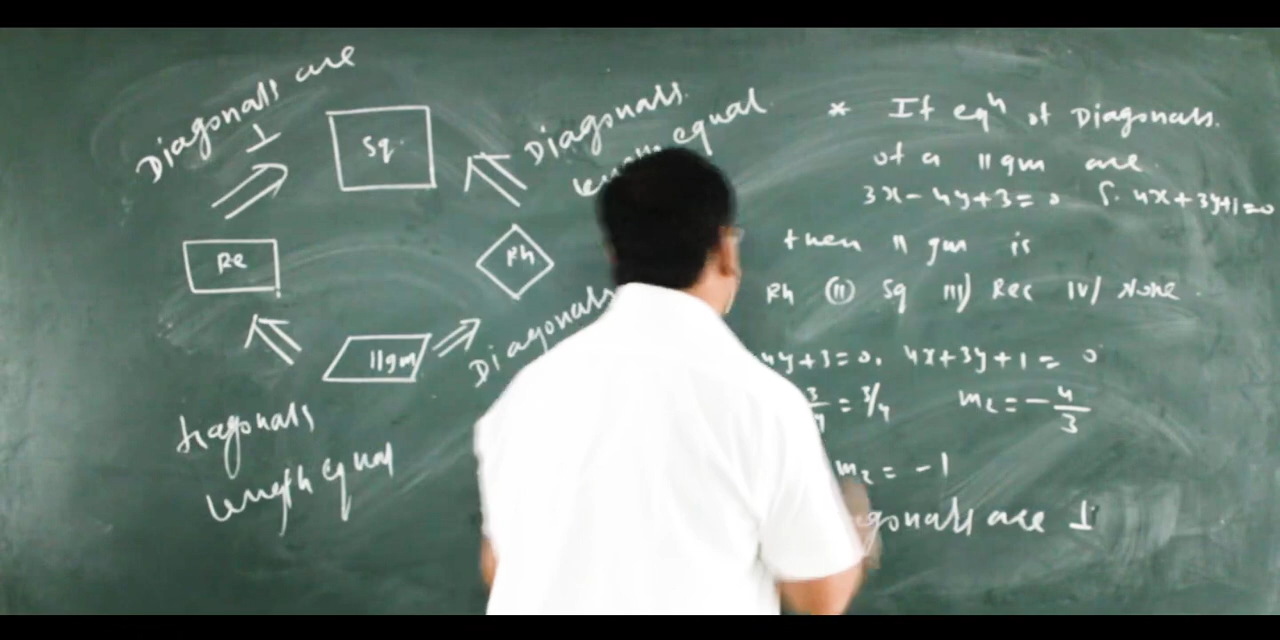 Diagonals are
⊥
Sq.
Diagonals
equal
Re
Rh
||gm
Diagonals
diagonals
length equal
* If eqⁿ of Diagonals.
of a ||gm are
3x-4y+3=0 & 4x+3y+1=0
then ||gm is
Rh (II) Sq III) Rec IV) None
4y+3=0, 4x+3y+1=0
= 3/4 m₂ = -4/3
m₂ = -1
agonals are ⊥